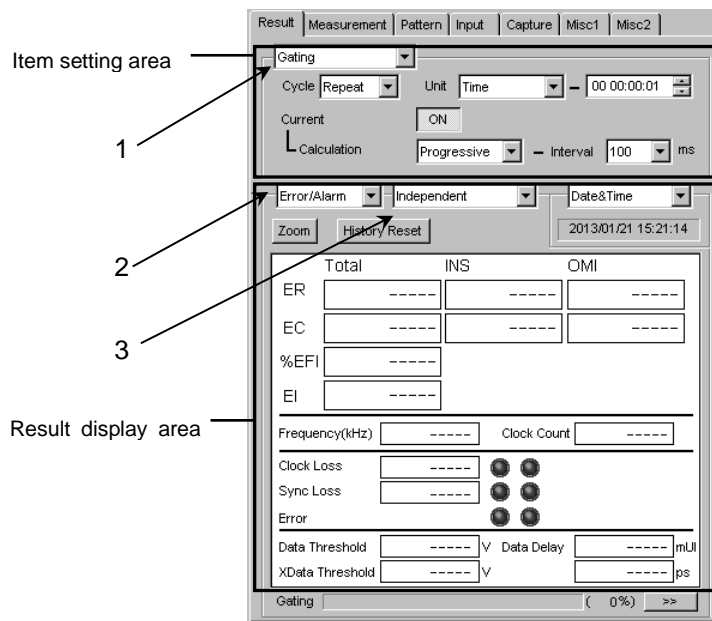 Result Measurement Pattern Input Capture Misc1 Misc2
Item setting area
Gating
Cycle Repeat Unit Time – 00 00:00:01
Current ON
1
Calculation Progressive – Interval 100 ms
Error/Alarm Independent Date&Time
Zoom History Reset 2013/01/21 15:21:14
2
Total INS OMI
ER ----- ----- -----
EC ----- ----- -----
3
%EFI -----
EI -----
Result display area
Frequency(kHz) ----- Clock Count -----
Clock Loss -----
Sync Loss -----
Error
Data Threshold ----- V Data Delay ----- mUI
XData Threshold ----- V ----- ps
Gating ( 0%) >>